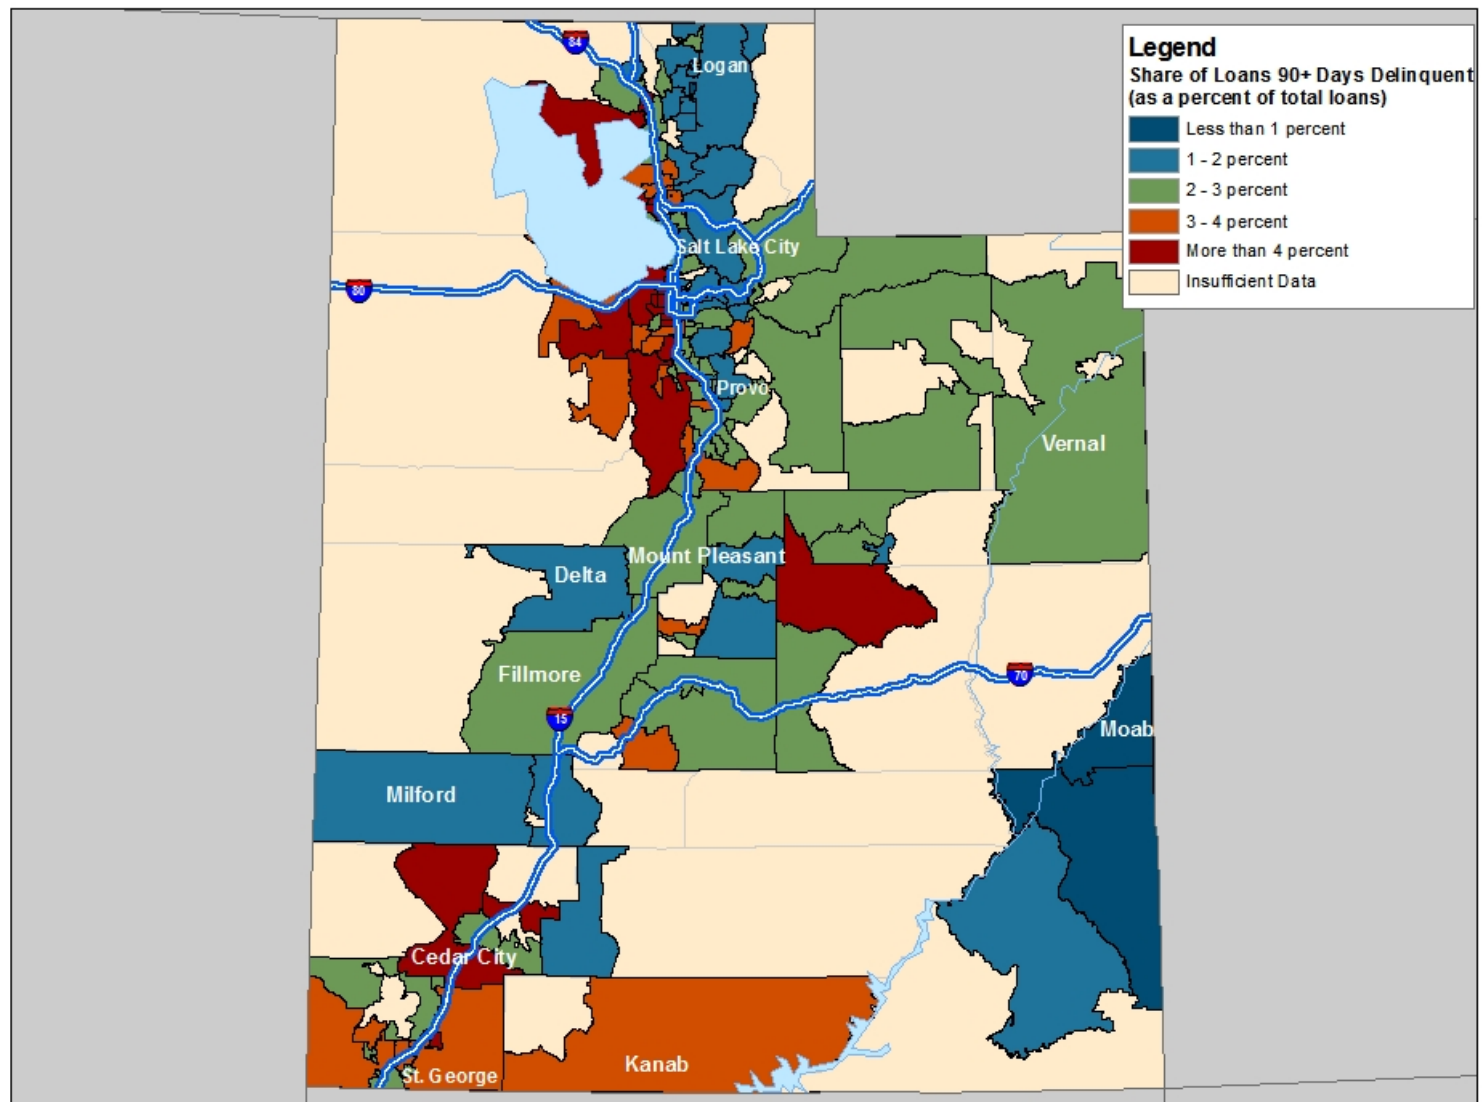 Legend
Share of Loans 90+ Days Delinquent
(as a percent of total loans)
Less than 1 percent
1 - 2 percent
2 - 3 percent
3 - 4 percent
More than 4 percent
Insufficient Data
84
Logan
Salt Lake City
80
Provo
Vernal
Mount Pleasant
Delta
Fillmore
70
15
Moab
Milford
Cedar City
Kanab
St. George